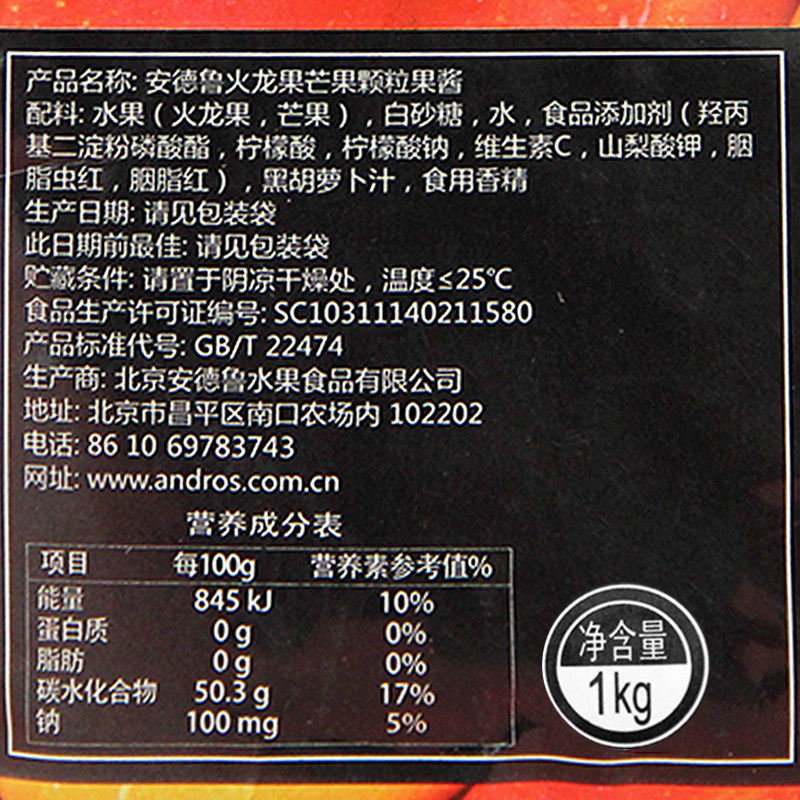 产品名称: 安德鲁火龙果芒果颗粒果酱
配料: 水果（火龙果，芒果），白砂糖，水，食品添加剂（羟丙
基二淀粉磷酸酯，柠檬酸，柠檬酸钠，维生素C，山梨酸钾，胭
脂虫红，胭脂红），黑胡萝卜汁，食用香精
生产日期: 请见包装袋
此日期前最佳: 请见包装袋
贮藏条件: 请置于阴凉干燥处，温度≤25℃
食品生产许可证编号: SC10311140211580
产品标准代号: GB/T 22474
生产商: 北京安德鲁水果食品有限公司
地址: 北京市昌平区南口农场内 102202
电话: 86 10 69783743
网址: www.andros.com.cn
营养成分表
项目 每100g 营养素参考值%
能量 845 kJ 10%
蛋白质 0 g 0%
脂肪 0 g 0%
碳水化合物 50.3 g 17%
钠 100 mg 5%
净含量
1kg